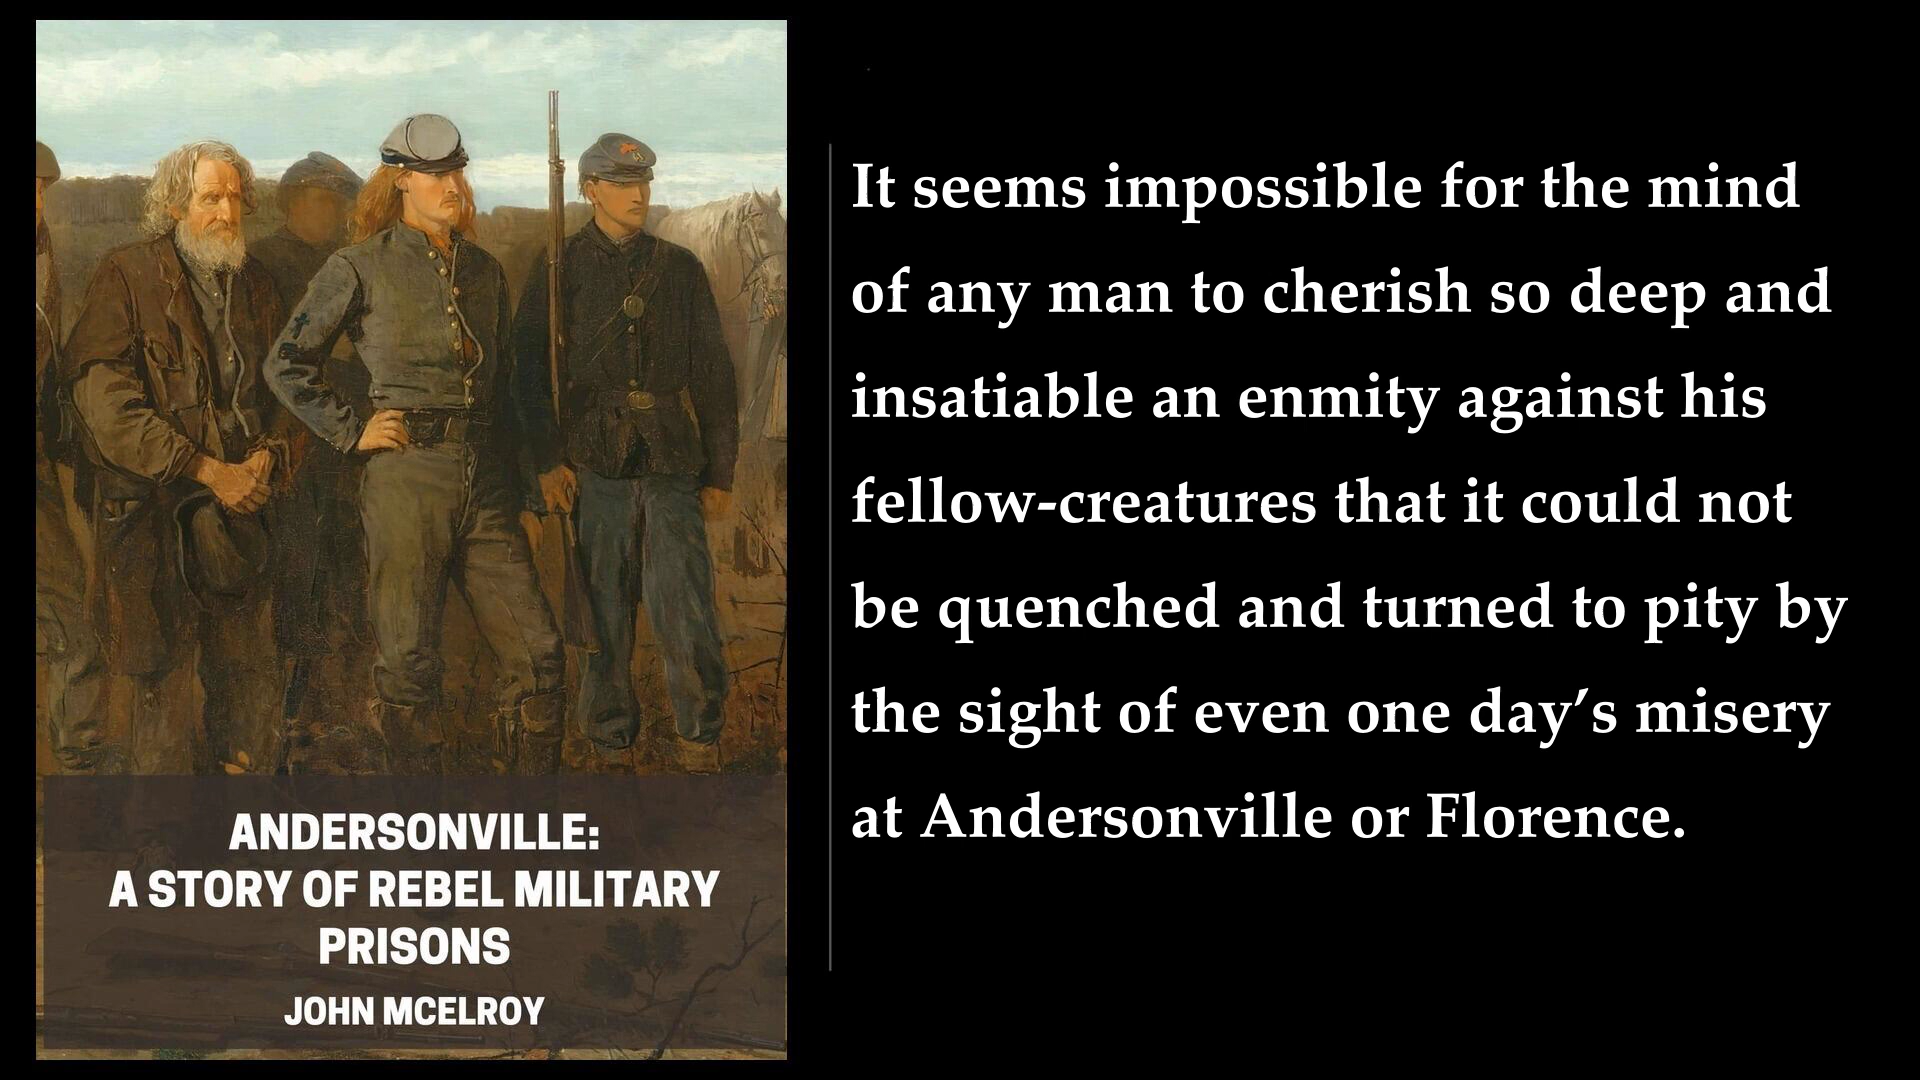 ANDERSONVILLE:
A STORY OF REBEL MILITARY
PRISONS
JOHN MCELROY
It seems impossible for the mind
of any man to cherish so deep and
insatiable an enmity against his
fellow-creatures that it could not
be quenched and turned to pity by
the sight of even one day’s misery
at Andersonville or Florence.